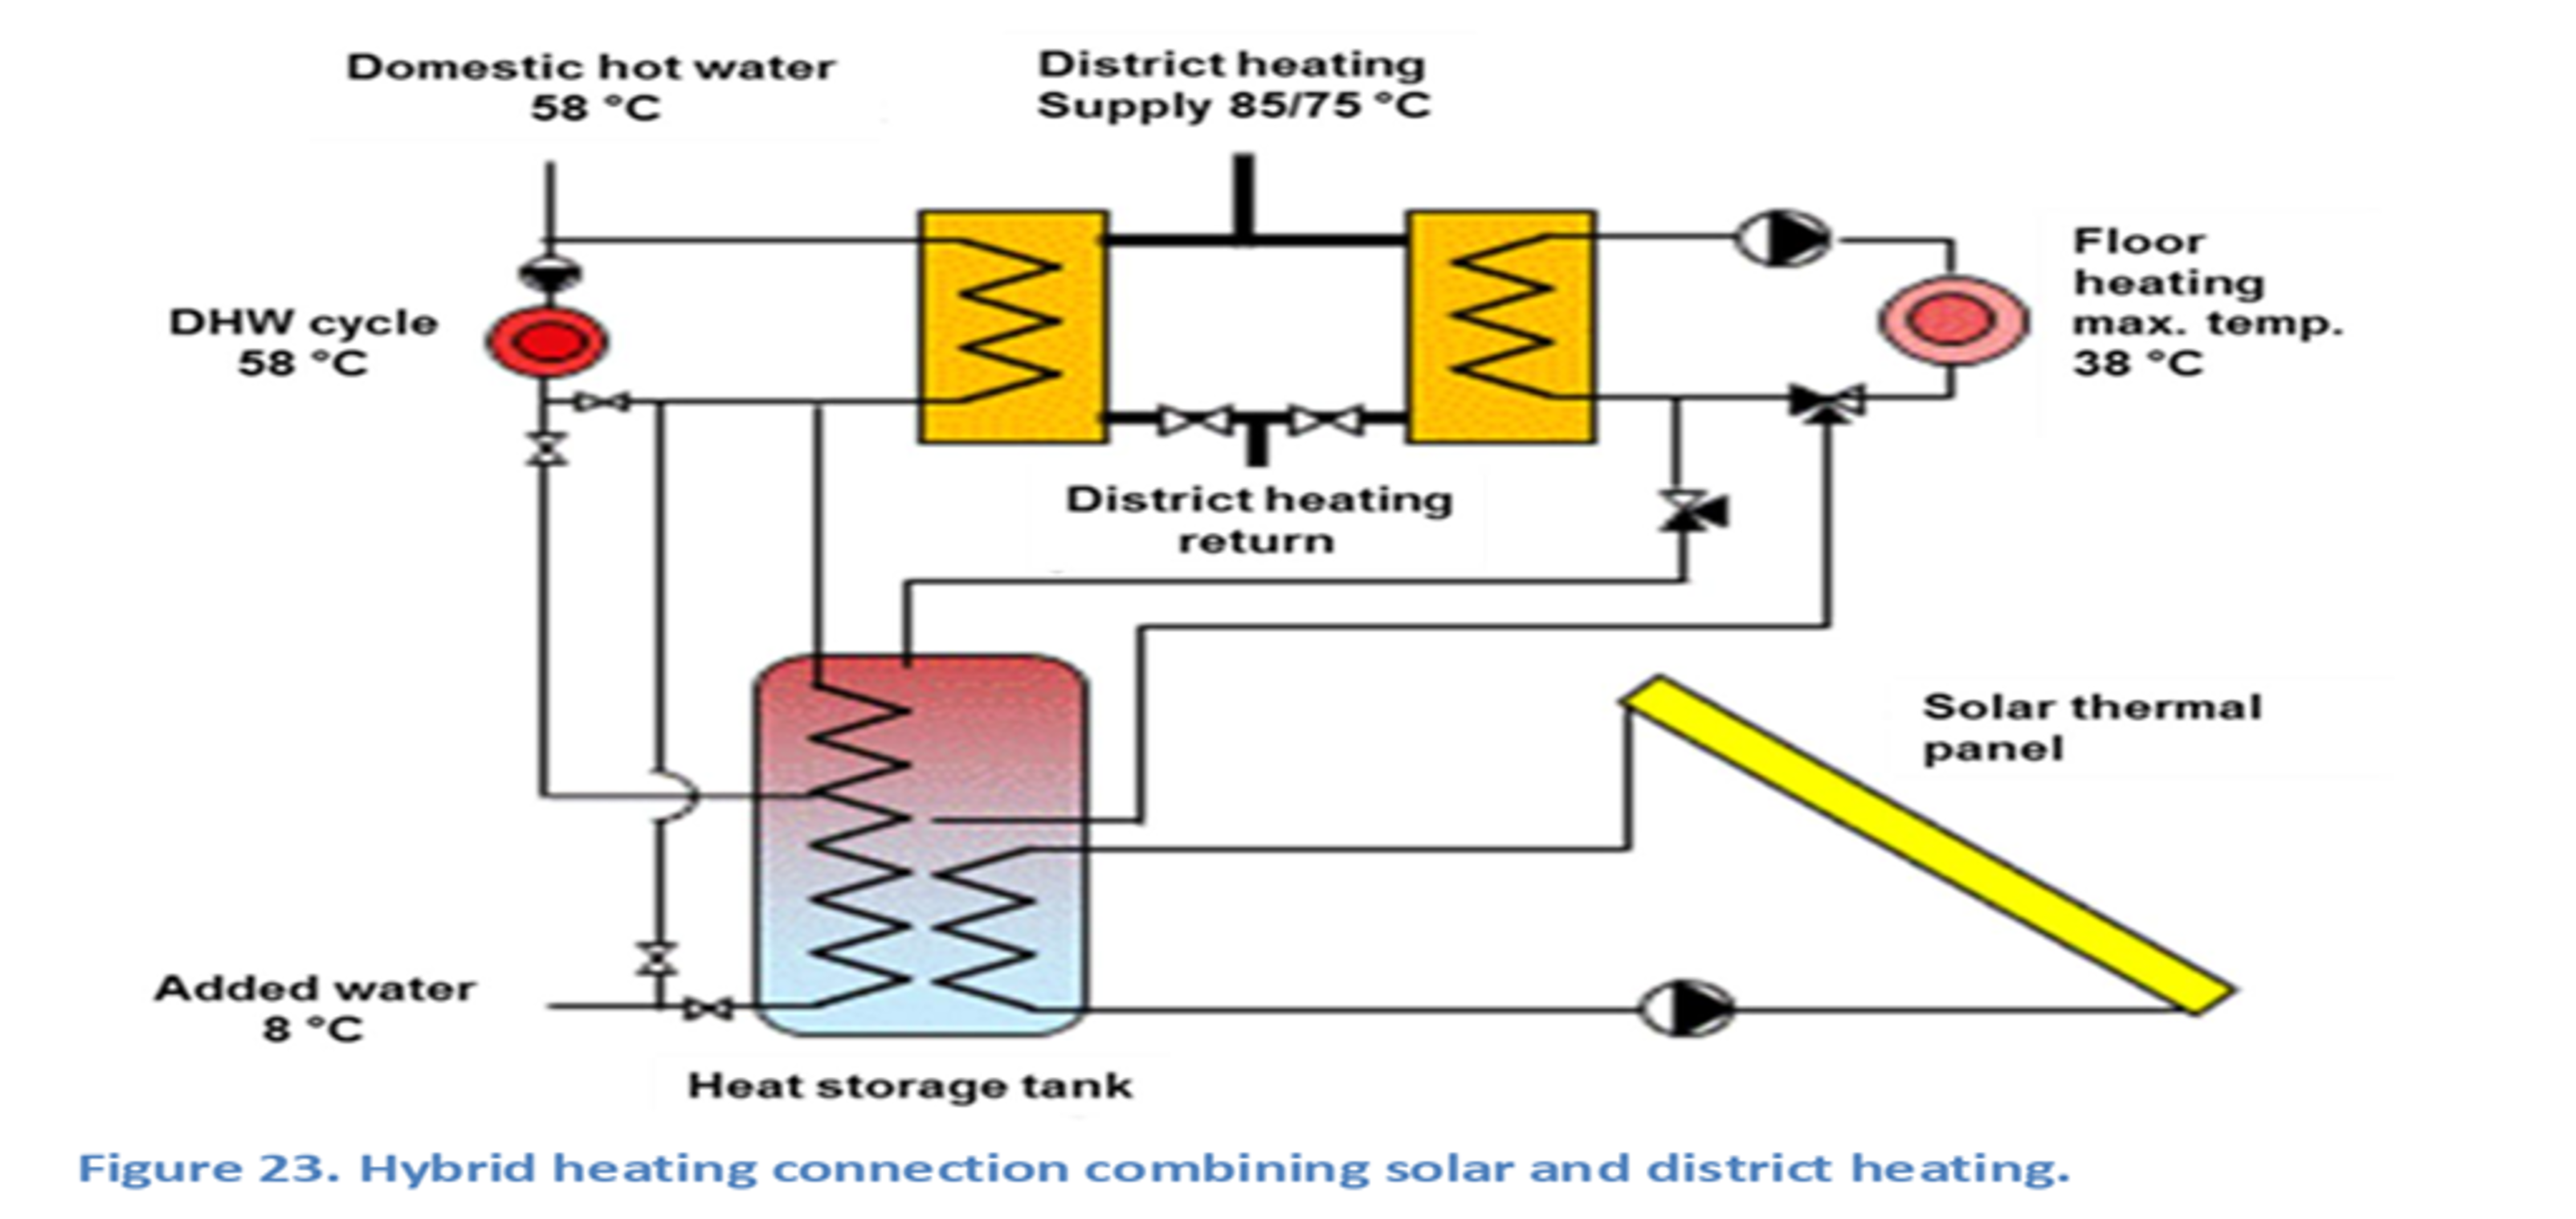 Domestic hot water
58 °C
District heating
Supply 85/75 °C
DHW cycle
58 °C
Floor
heating
max. temp.
38 °C
District heating
return
Solar thermal
panel
Added water
8 °C
Heat storage tank
Figure 23. Hybrid heating connection combining solar and district heating.